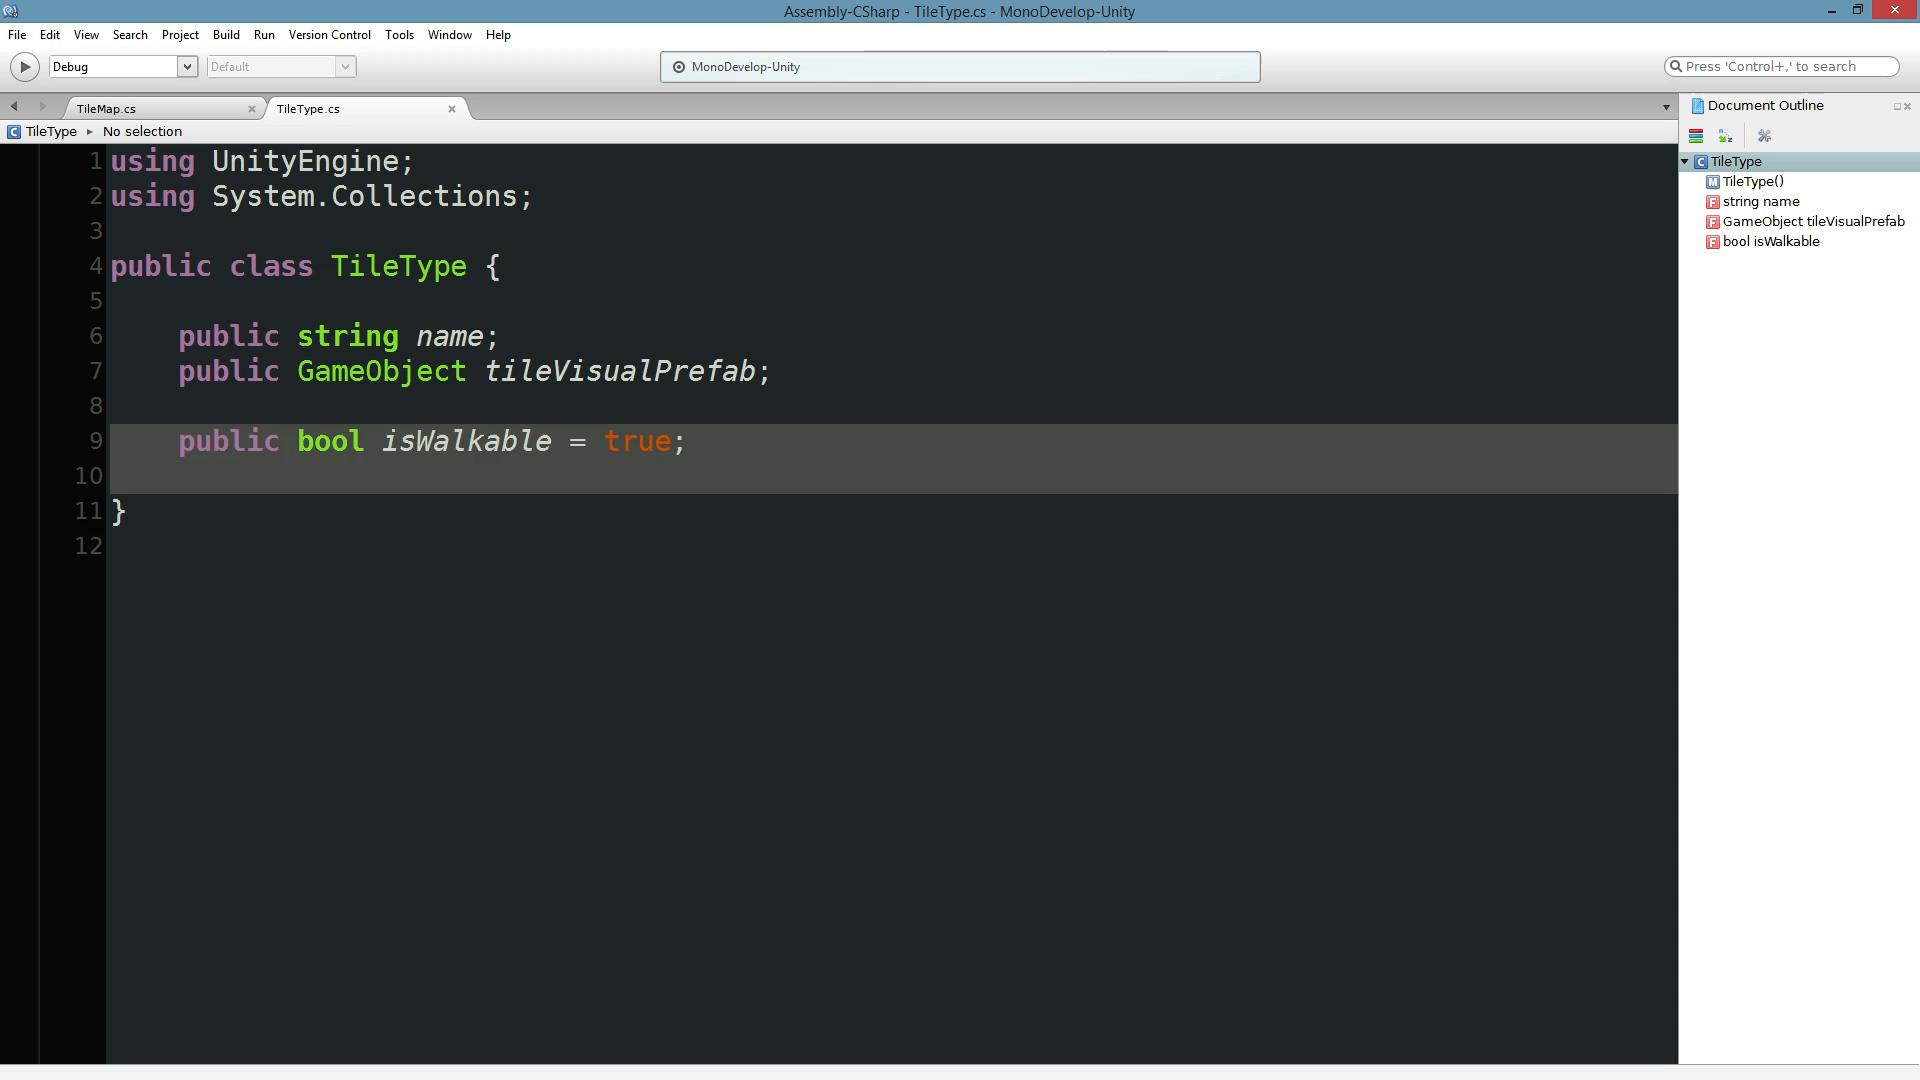 Assembly-CSharp - TileType.cs - MonoDevelop-Unity
File Edit View Search Project Build Run Version Control Tools Window Help
Debug Default MonoDevelop-Unity Press 'Control+,' to search
TileMap.cs TileType.cs
TileType No selection
1 using UnityEngine;
2 using System.Collections;
3
4 public class TileType {
5
6 public string name;
7 public GameObject tileVisualPrefab;
8
9 public bool isWalkable = true;
10
11 }
12
Document Outline
TileType
TileType()
string name
GameObject tileVisualPrefab
bool isWalkable